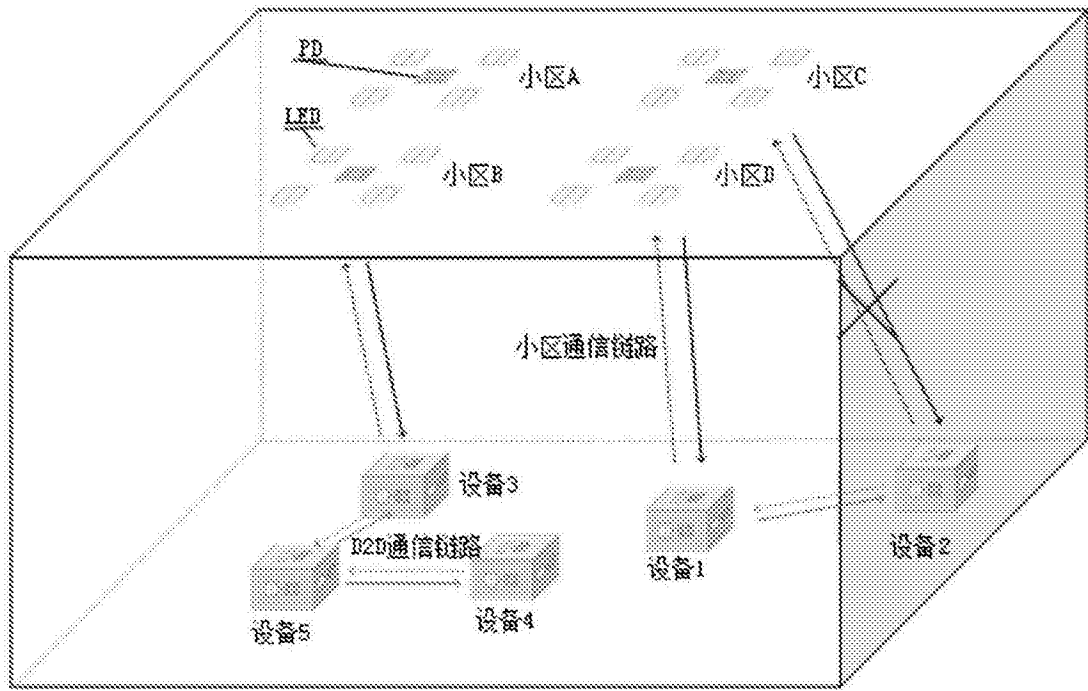 PD
小区A
小区C
LED
小区B
小区D
小区通信链路
设备3
D2D通信链路
设备1
设备2
设备5
设备4